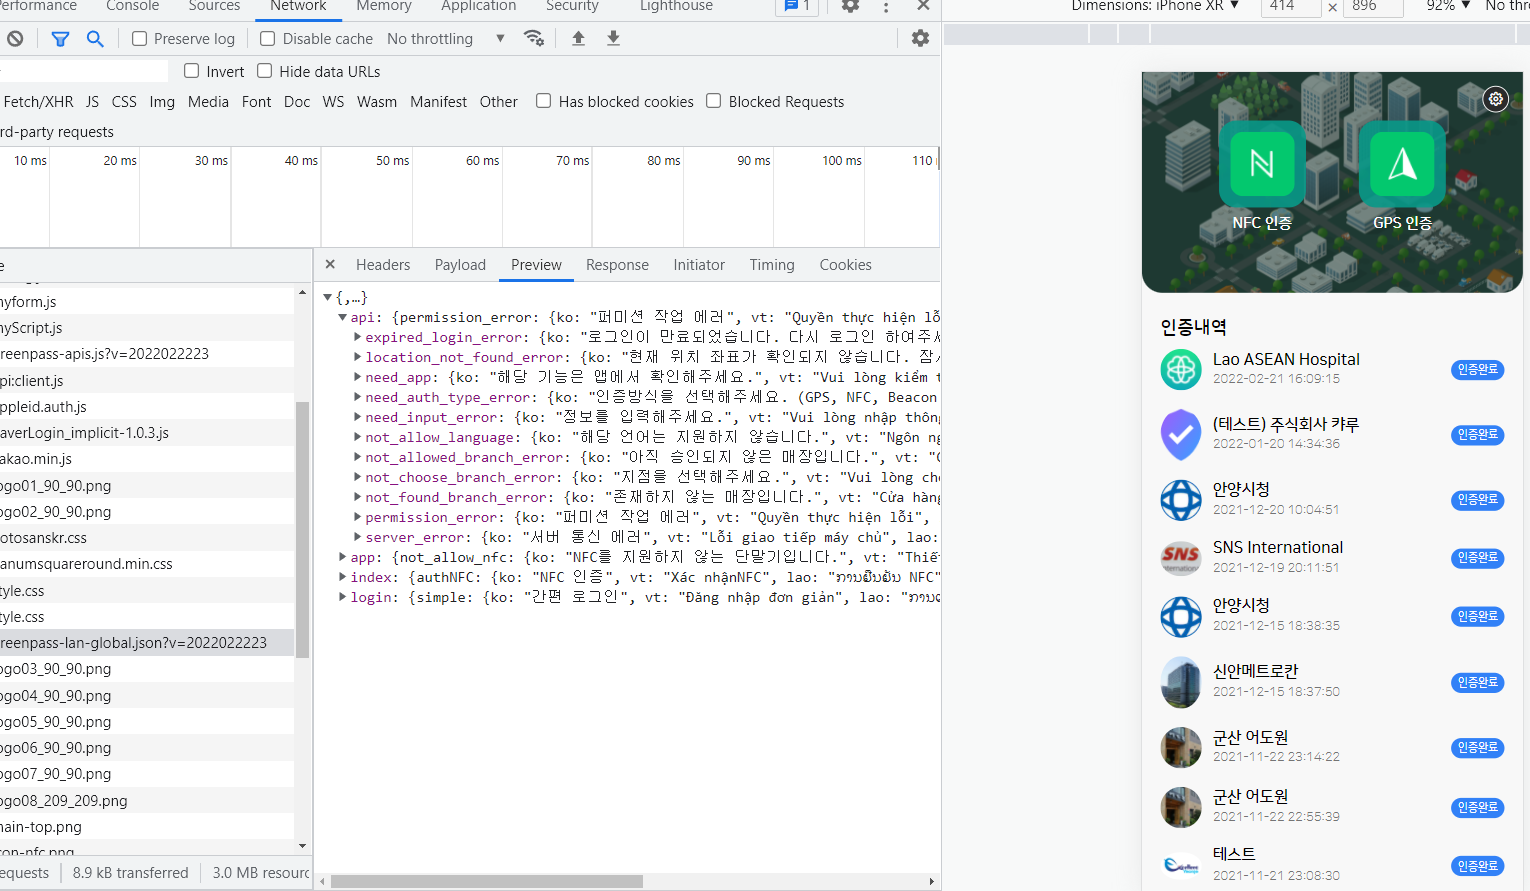 Performance Console Sources Network Memory Application Security Lighthouse 1
Preserve log Disable cache No throttling
Invert Hide data URLs
Fetch/XHR JS CSS Img Media Font Doc WS Wasm Manifest Other Has blocked cookies Blocked Requests
rd-party requests
10 ms 20 ms 30 ms 40 ms 50 ms 60 ms 70 ms 80 ms 90 ms 100 ms 110
e
nyform.js
nyScript.js
reenpass-apis.js?v=2022022223
pi:client.js
ppleid.auth.js
averLogin_implicit-1.0.3.js
akao.min.js
ogo01_90_90.png
ogo02_90_90.png
otosanskr.css
anumsquareround.min.css
tyle.css
tyle.css
reenpass-lan-global.json?v=2022022223
ogo03_90_90.png
ogo04_90_90.png
ogo05_90_90.png
ogo06_90_90.png
ogo07_90_90.png
ogo08_209_209.png
nain-top.png
con-nfc.png
equests 8.9 kB transferred 3.0 MB resourc
× Headers Payload Preview Response Initiator Timing Cookies
{,…}
api: {permission_error: {ko: "퍼미션 작업 에러", vt: "Quyền thực hiện lỗ
expired_login_error: {ko: "로그인이 만료되었습니다. 다시 로그인 하여주세
location_not_found_error: {ko: "현재 위치 좌표가 확인되지 않습니다. 잠시
need_app: {ko: "해당 기능은 앱에서 확인해주세요.", vt: "Vui lòng kiểm t
need_auth_type_error: {ko: "인증방식을 선택해주세요. (GPS, NFC, Beacon
need_input_error: {ko: "정보를 입력해주세요.", vt: "Vui lòng nhập thôn
not_allow_language: {ko: "해당 언어는 지원하지 않습니다.", vt: "Ngôn ng
not_allowed_branch_error: {ko: "아직 승인되지 않은 매장입니다.", vt: "C
not_choose_branch_error: {ko: "지점을 선택해주세요.", vt: "Vui lòng ch
not_found_branch_error: {ko: "존재하지 않는 매장입니다.", vt: "Cửa hàn
permission_error: {ko: "퍼미션 작업 에러", vt: "Quyền thực hiện lỗi",
server_error: {ko: "서버 통신 에러", vt: "Lỗi giao tiếp máy chủ", lao:
app: {not_allow_nfc: {ko: "NFC를 지원하지 않는 단말기입니다.", vt: "Thiết
index: {authNFC: {ko: "NFC 인증", vt: "Xác nhậnNFC", lao: "ການຢືນຢັນ NFC"
login: {simple: {ko: "간편 로그인", vt: "Đăng nhập đơn giản", lao: "ການ
Dimensions: iPhone XR ▼ 414 × 896 92% ▼ No thr
NFC 인증 GPS 인증
인증내역
Lao ASEAN Hospital
2022-02-21 16:09:15
인증완료
(테스트) 주식회사 캬루
2022-01-20 14:34:36
인증완료
안양시청
2021-12-20 10:04:51
인증완료
SNS
International
SNS International
2021-12-19 20:11:51
인증완료
안양시청
2021-12-15 18:38:35
인증완료
신안메트로칸
2021-12-15 18:37:50
인증완료
군산 어도원
2021-11-22 23:14:22
인증완료
군산 어도원
2021-11-22 22:55:39
인증완료
테스트
2021-11-21 23:08:30
인증완료